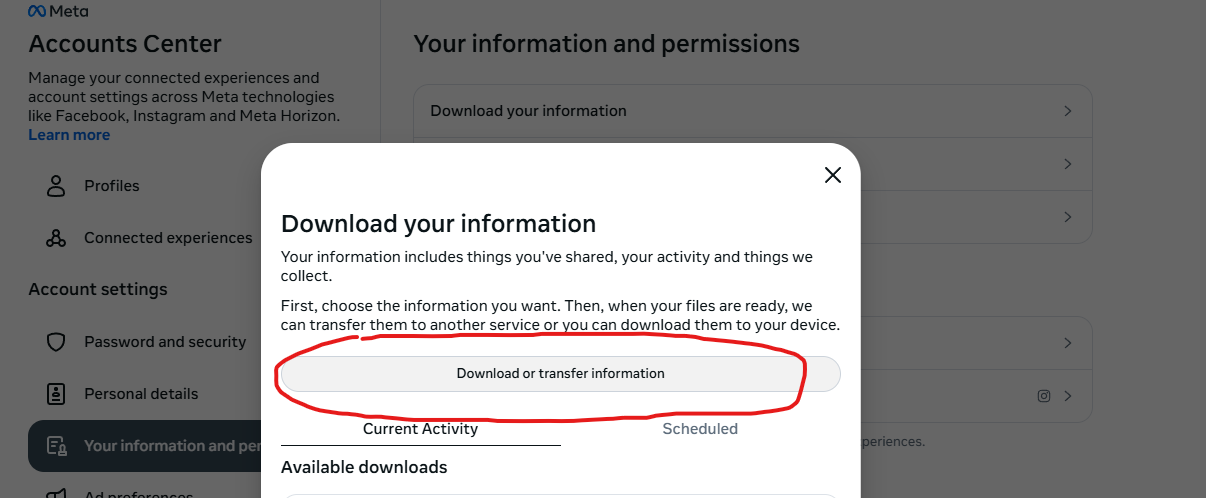 Meta
Accounts Center
Manage your connected experiences and
account settings across Meta technologies
like Facebook, Instagram and Meta Horizon.
Learn more
Profiles
Connected experiences
Account settings
Password and security
Personal details
Your information and per
Ad preferences
Your information and permissions
Download your information
Download your information
Your information includes things you've shared, your activity and things we
collect.
First, choose the information you want. Then, when your files are ready, we
can transfer them to another service or you can download them to your device.
Download or transfer information
Current Activity
Scheduled
Available downloads
periences.